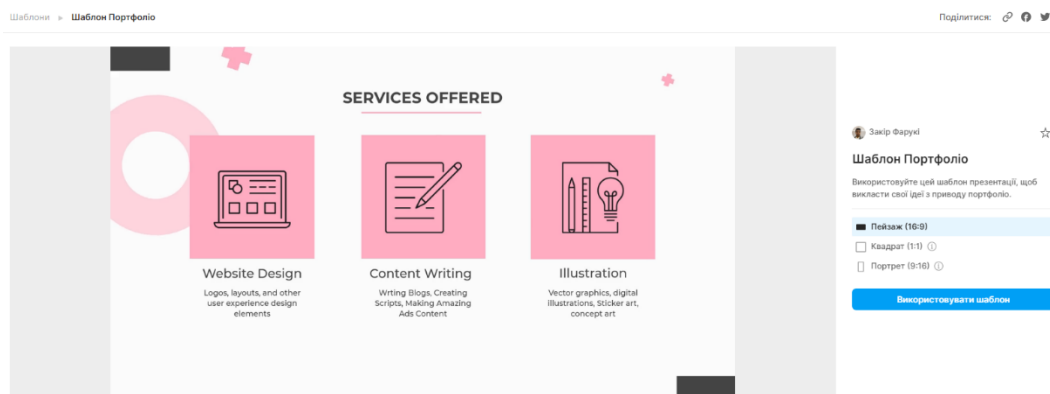 Шаблони ▸ Шаблон Портфоліо
Поділитися:
SERVICES OFFERED
Website Design
Logos, layouts, and other
user experience design
elements
Content Writing
Wrting Blogs, Creating
Scripts, Making Amazing
Ads Content
Illustration
Vector graphics, digital
illustrations, Sticker art,
concept art
Закір Фарукі
Шаблон Портфоліо
Використовуйте цей шаблон презентації, щоб
викласти свої ідеї з приводу портфоліо.
Пейзаж (16:9)
Квадрат (1:1)
Портрет (9:16)
Використовувати шаблон